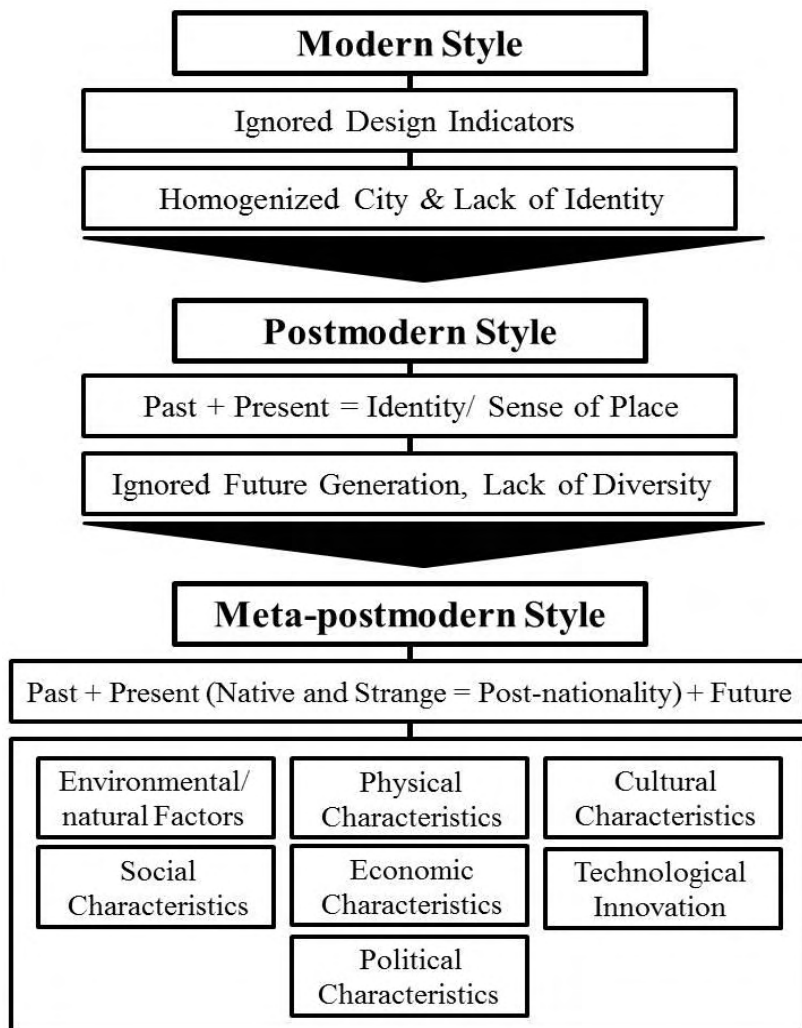 Modern Style
Ignored Design Indicators
Homogenized City & Lack of Identity
Postmodern Style
Past + Present = Identity/ Sense of Place
Ignored Future Generation, Lack of Diversity
Meta-postmodern Style
Past + Present (Native and Strange = Post-nationality) + Future
Environmental/
natural Factors
Physical
Characteristics
Cultural
Characteristics
Social
Characteristics
Economic
Characteristics
Technological
Innovation
Political
Characteristics